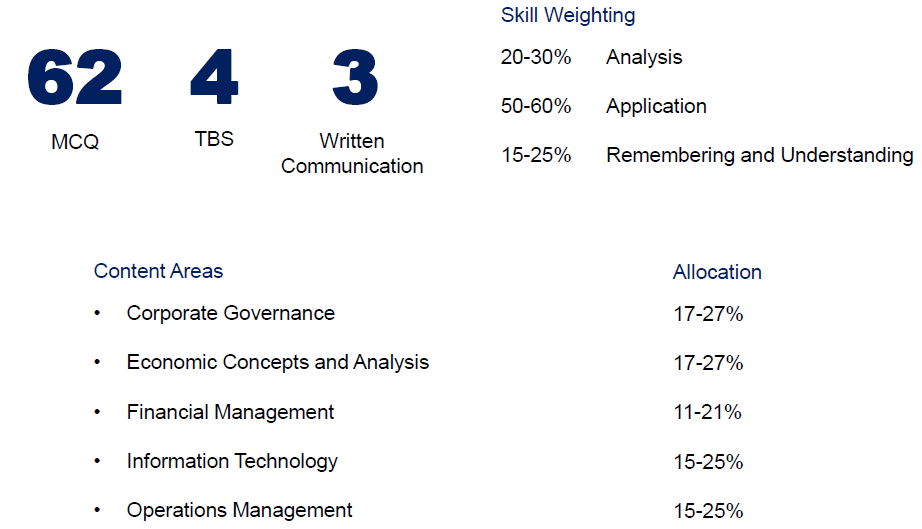 62 4 3
MCQ TBS Written
Communication
Skill Weighting
20-30% Analysis
50-60% Application
15-25% Remembering and Understanding
Content Areas Allocation
• Corporate Governance 17-27%
• Economic Concepts and Analysis 17-27%
• Financial Management 11-21%
• Information Technology 15-25%
• Operations Management 15-25%